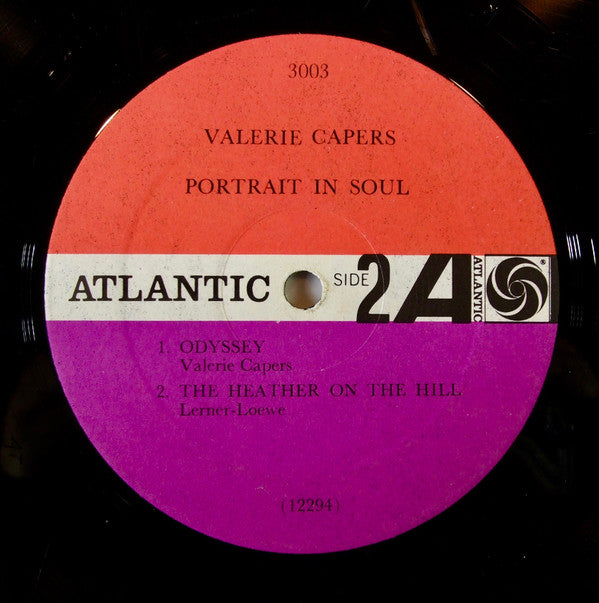 3003
VALERIE CAPERS
PORTRAIT IN SOUL
ATLANTIC SIDE 2 A ATLANTIC ®
1. ODYSSEY
Valerie Capers
2. THE HEATHER ON THE HILL
Lerner-Loewe
(12294)